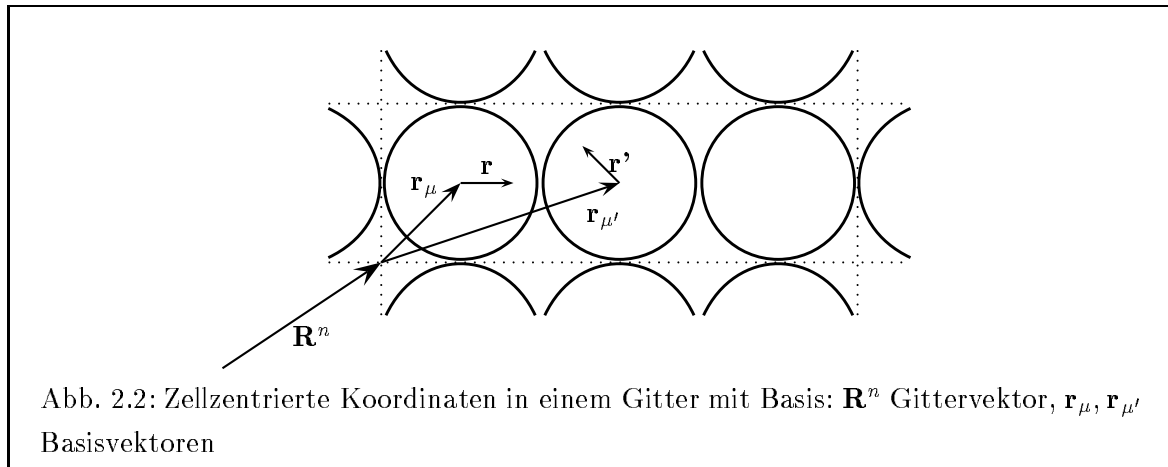 r
r'
r_μ
r_μ'
R^n
Abb. 2.2: Zellzentrierte Koordinaten in einem Gitter mit Basis: R^n Gittervektor, r_μ, r_μ'
Basisvektoren